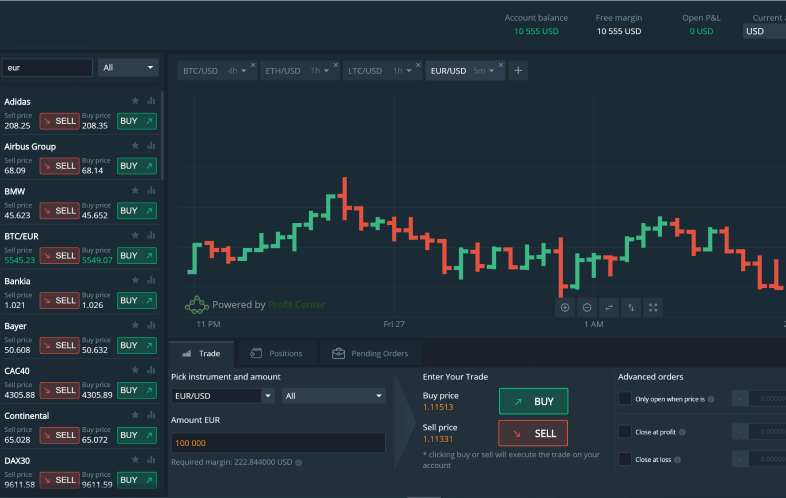 Account balance Free margin Open P&L Current a
10 555 USD 10 555 USD 0 USD USD
eur All
BTC/USD 4h ETH/USD 1h LTC/USD 1h EUR/USD 5m +
Adidas
Sell price Buy price
208.25 SELL 208.35 BUY
Airbus Group
Sell price Buy price
68.09 SELL 68.14 BUY
BMW
Sell price Buy price
45.623 SELL 45.652 BUY
BTC/EUR
Sell price Buy price
5545.23 SELL 5549.07 BUY
Bankia
Sell price Buy price
1.021 SELL 1.026 BUY
Bayer
Sell price Buy price
50.608 SELL 50.632 BUY
CAC40
Sell price Buy price
4305.88 SELL 4305.89 BUY
Continental
Sell price Buy price
65.028 SELL 65.072 BUY
DAX30
Sell price Buy price
9611.58 SELL 9611.59 BUY
Powered by Profit Center
11 PM Fri 27 1 AM 2
Trade Positions Pending Orders
Pick instrument and amount
EUR/USD All
Amount EUR
100 000
Required margin: 222.844000 USD
Enter Your Trade
Buy price
1.11513
BUY
Sell price
1.11331
SELL
* clicking buy or sell will execute the trade on your
account
Advanced orders
Only open when price is - 0.00000
Close at profit - 0.00000
Close at loss - 0.00000